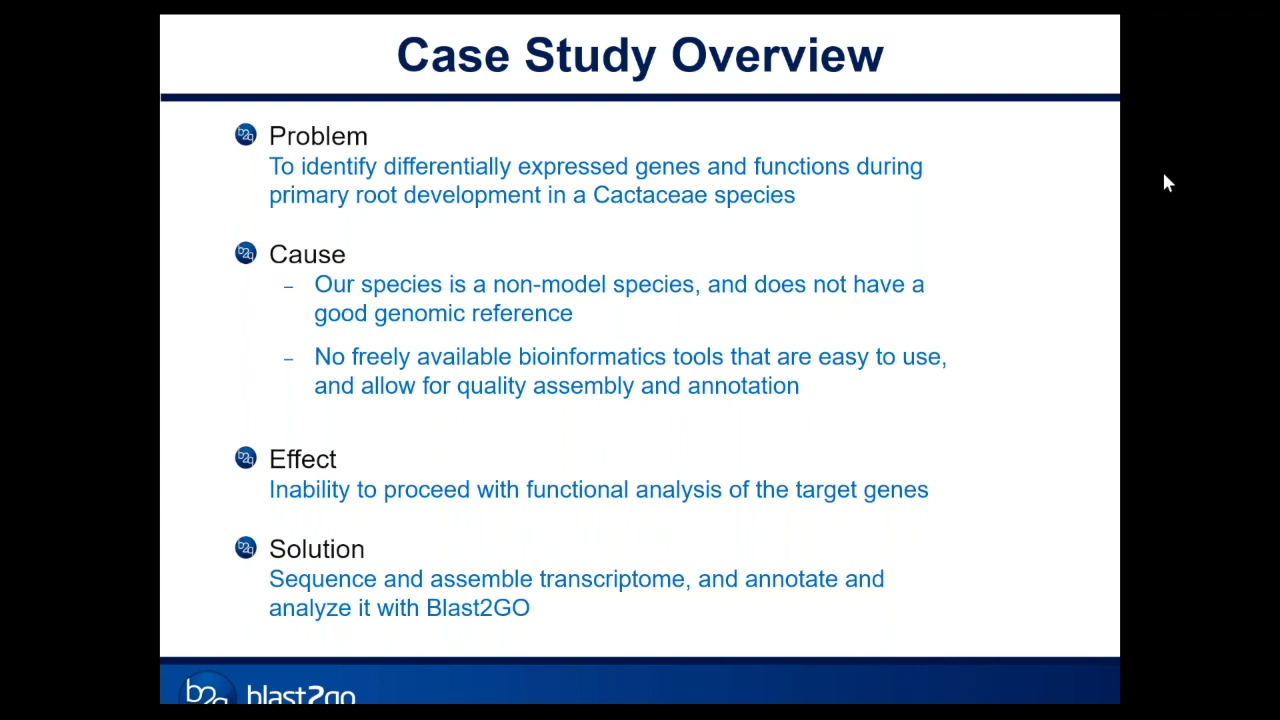 Case Study Overview
Problem
To identify differentially expressed genes and functions during
primary root development in a Cactaceae species
Cause
– Our species is a non-model species, and does not have a
good genomic reference
– No freely available bioinformatics tools that are easy to use,
and allow for quality assembly and annotation
Effect
Inability to proceed with functional analysis of the target genes
Solution
Sequence and assemble transcriptome, and annotate and
analyze it with Blast2GO
b2g blast2go